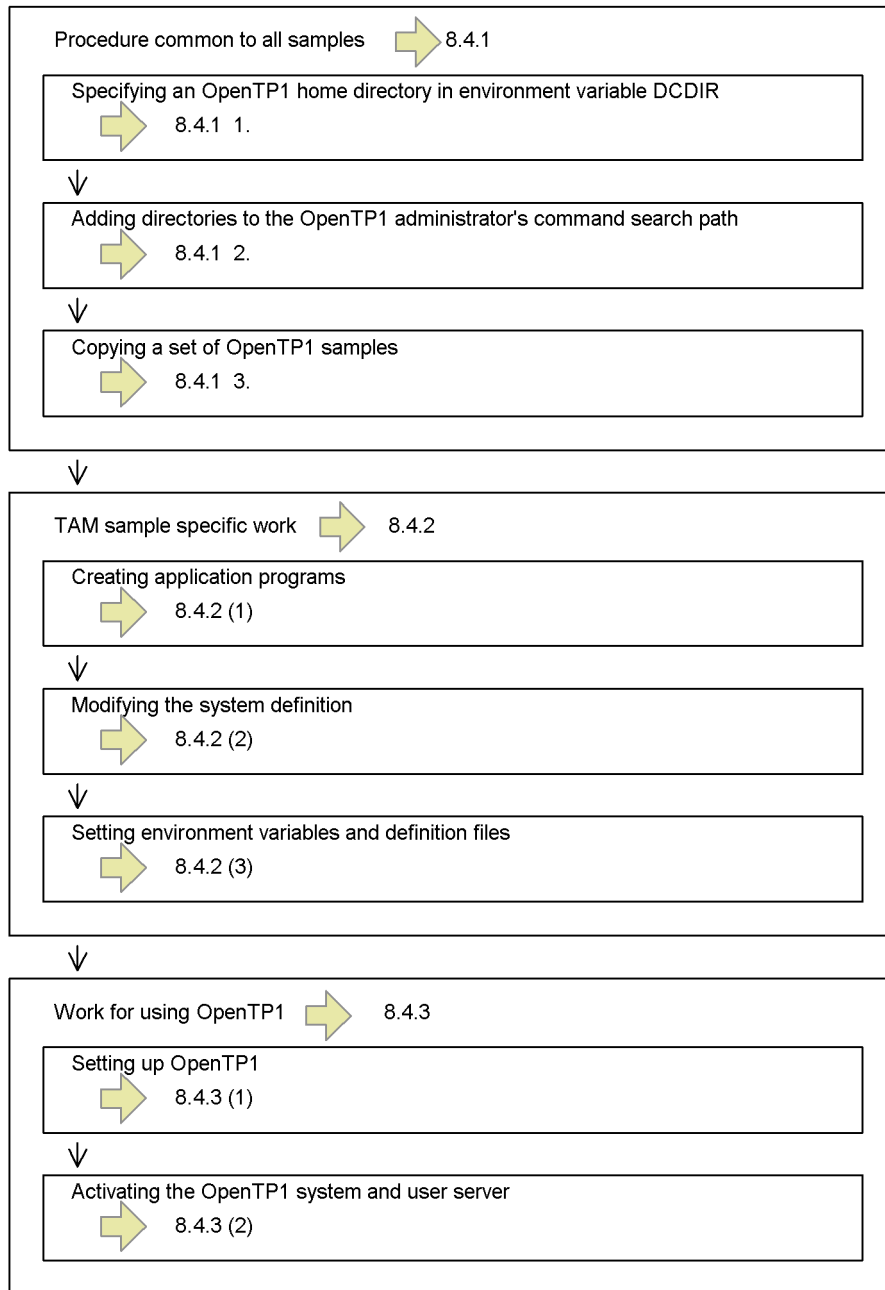 Procedure common to all samples 8.4.1
Specifying an OpenTP1 home directory in environment variable DCDIR
8.4.1 1.
Adding directories to the OpenTP1 administrator's command search path
8.4.1 2.
Copying a set of OpenTP1 samples
8.4.1 3.
TAM sample specific work 8.4.2
Creating application programs
8.4.2 (1)
Modifying the system definition
8.4.2 (2)
Setting environment variables and definition files
8.4.2 (3)
Work for using OpenTP1 8.4.3
Setting up OpenTP1
8.4.3 (1)
Activating the OpenTP1 system and user server
8.4.3 (2)